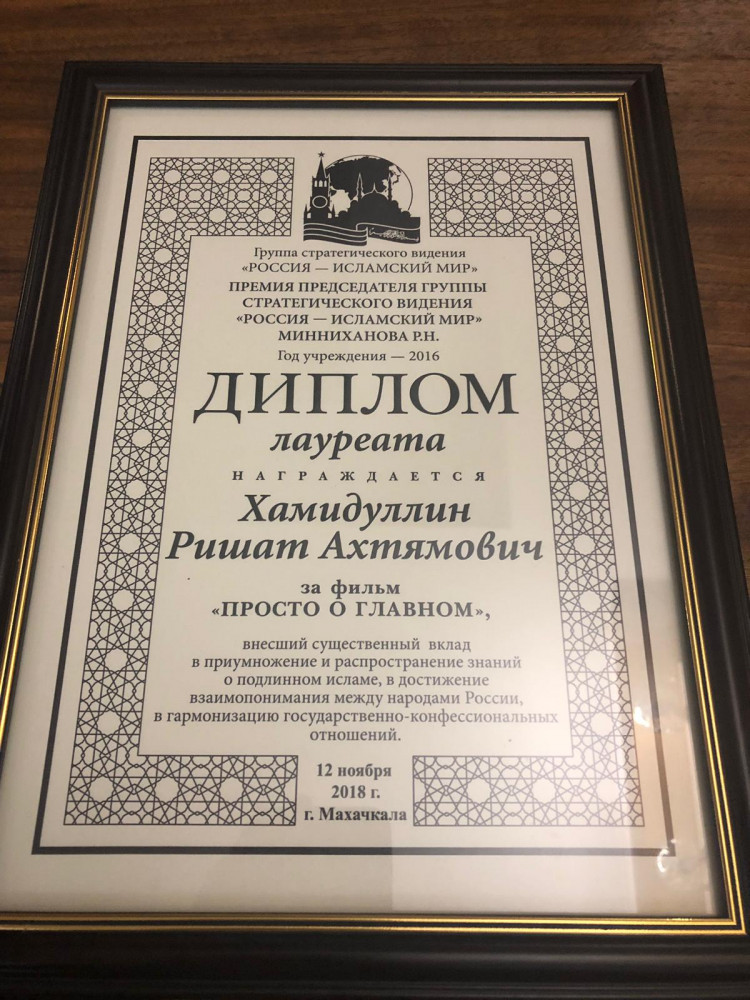 Группа стратегического видения
«РОССИЯ — ИСЛАМСКИЙ МИР»
ПРЕМИЯ ПРЕДСЕДАТЕЛЯ ГРУППЫ
СТРАТЕГИЧЕСКОГО ВИДЕНИЯ
«РОССИЯ — ИСЛАМСКИЙ МИР»
МИННИХАНОВА Р.Н.
Год учреждения — 2016
ДИПЛОМ
лауреата
НАГРАЖДАЕТСЯ
Хамидуллин
Ришат Ахтямович
за фильм
«ПРОСТО О ГЛАВНОМ»,
внесший существенный вклад
в приумножение и распространение знаний
о подлинном исламе, в достижение
взаимопонимания между народами России,
в гармонизацию государственно-конфессиональных
отношений.
12 ноября
2018 г.
г. Махачкала